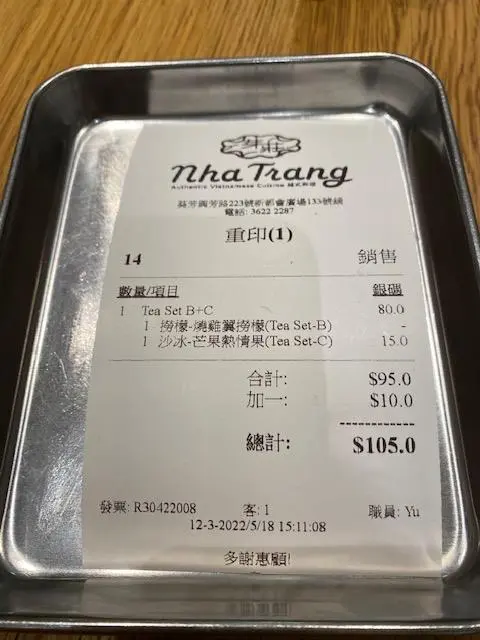 芽莊
Nha Trang
Authentic Vietnamese Cuisine 越式料理
葵芳興芳路223號新都會廣場133號舖
電話: 3622 2287
重印(1)
14 銷售
數量/項目 銀碼
1 Tea Set B+C 80.0
1 撈檬-燒雞翼撈檬(Tea Set-B) -
1 沙冰-芒果熱情果(Tea Set-C) 15.0
合計: $95.0
加一: $10.0
------------
總計: $105.0
發票: R30422008 客: 1 職員: Yu
12-3-2022/5/18 15:11:08
多謝惠顧!